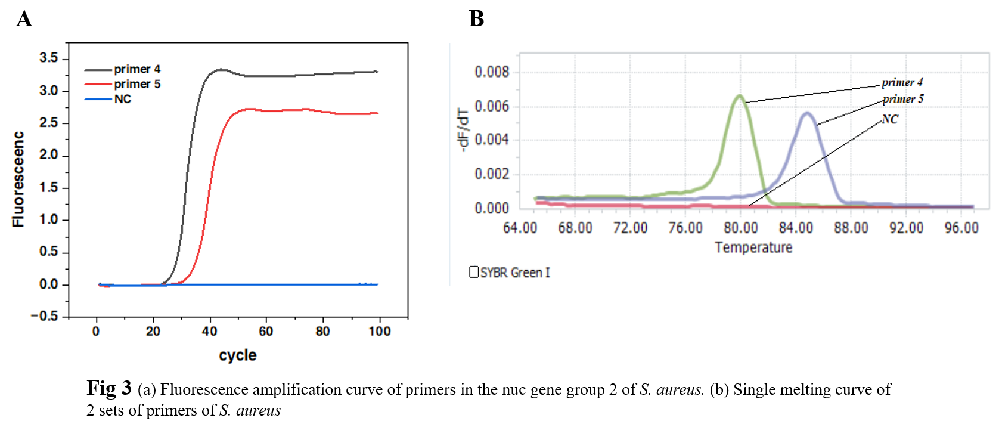 A
3.5
3.0
2.5
2.0
1.5
1.0
0.5
0.0
−0.5
Fluoresceenc
primer 4
primer 5
NC
0 20 40 60 80 100
cycle
B
0.008
0.006
0.004
0.002
0.000
-dF/dT
primer 4
primer 5
NC
64.00 68.00 72.00 76.00 80.00 84.00 88.00 92.00 96.00
Temperature
SYBR Green I
Fig 3 (a) Fluorescence amplification curve of primers in the nuc gene group 2 of S. aureus. (b) Single melting curve of
2 sets of primers of S. aureus